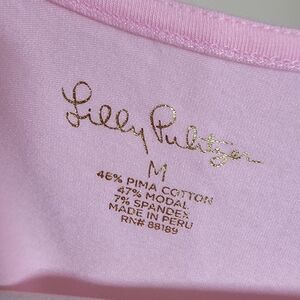 Lilly Pulitzer
M
46% PIMA COTTON
47% MODAL
7% SPANDEX
MADE IN PERU
RN# 88189